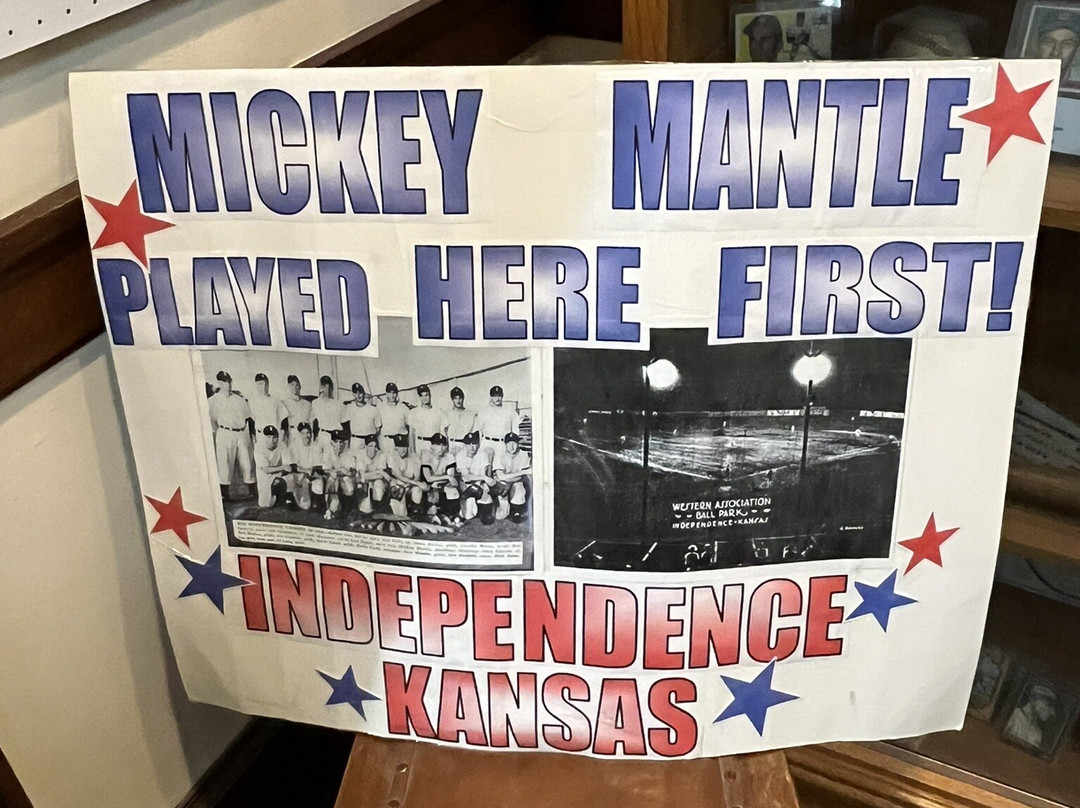 MICKEY MANTLE
PLAYED HERE FIRST!
WESTERN ASSOCIATION
BALL PARK
INDEPENDENCE-KANSAS
INDEPENDENCE
KANSAS